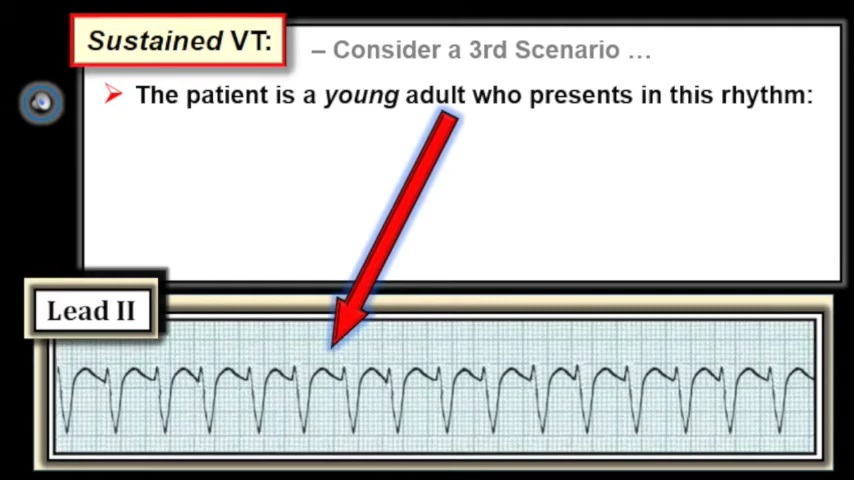 Sustained VT:
– Consider a 3rd Scenario …
The patient is a young adult who presents in this rhythm:
Lead II